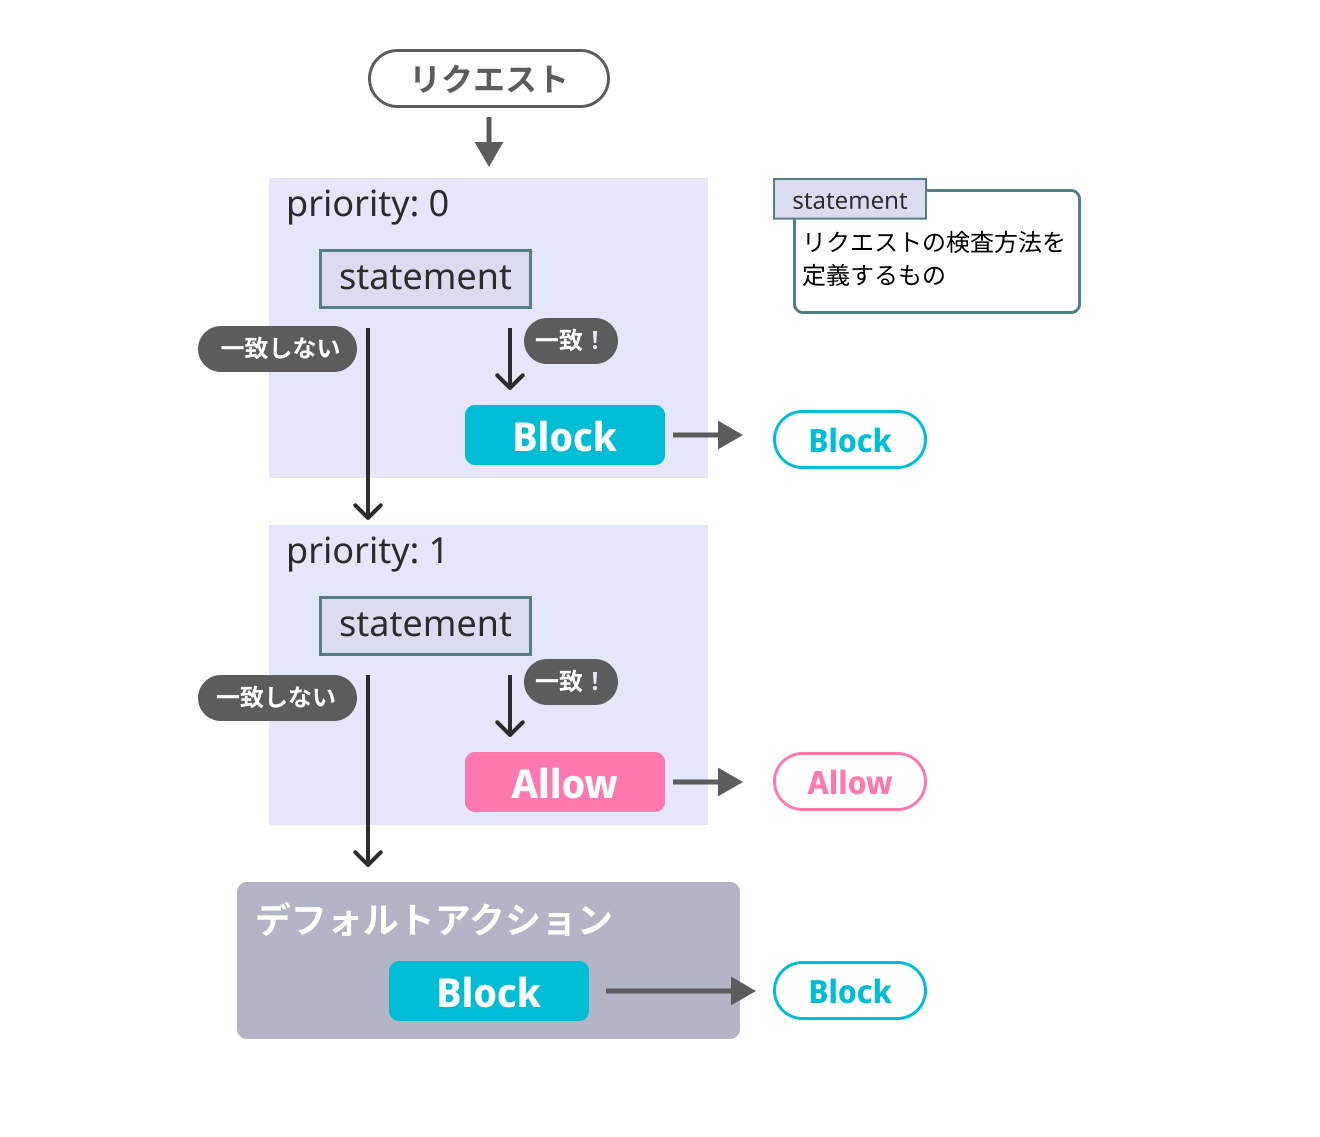 リクエスト
priority: 0
statement
statement
リクエストの検査方法を
定義するもの
一致しない
一致！
Block
Block
priority: 1
statement
一致しない
一致！
Allow
Allow
デフォルトアクション
Block
Block